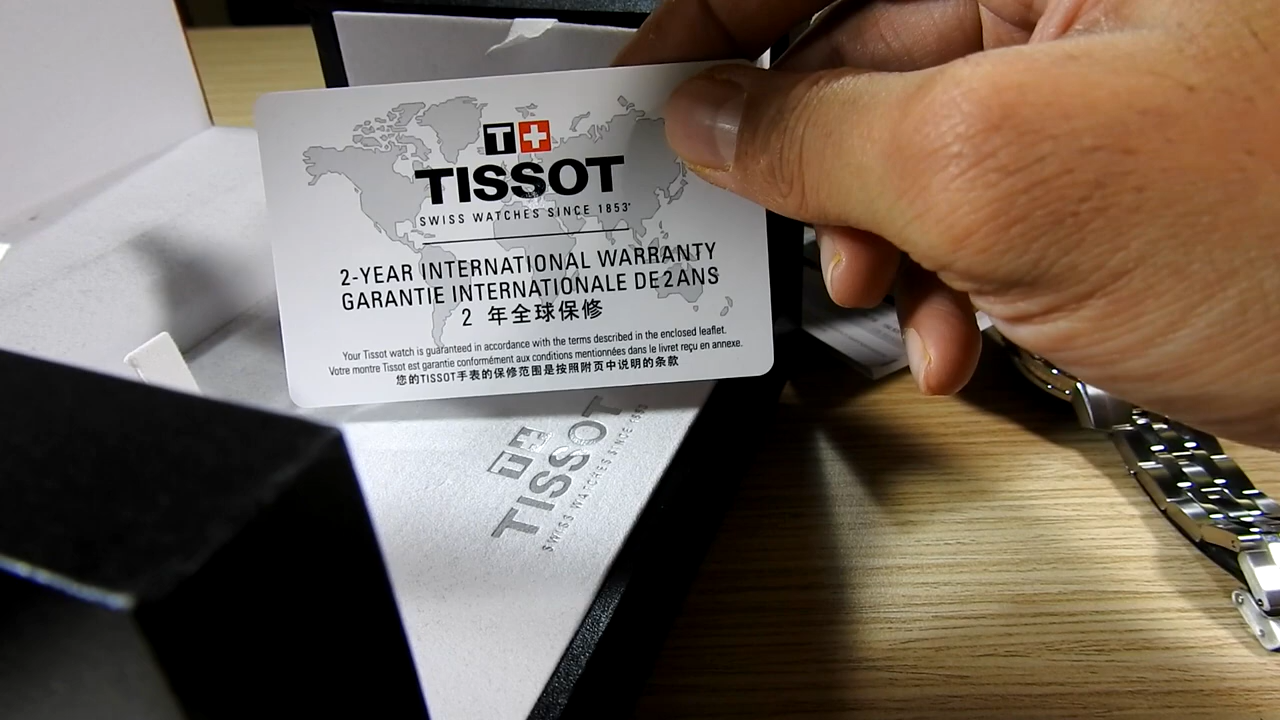 T+
TISSOT
SWISS WATCHES SINCE 1853
2-YEAR INTERNATIONAL WARRANTY
GARANTIE INTERNATIONALE DE 2 ANS
2 年全球保修
Your Tissot watch is guaranteed in accordance with the terms described in the enclosed leaflet.
Votre montre Tissot est garantie conformément aux conditions mentionnées dans le livret reçu en annexe.
您的TISSOT手表的保修范围是按照附页中说明的条款
T+
TISSOT
SWISS WATCHES SINCE 1853